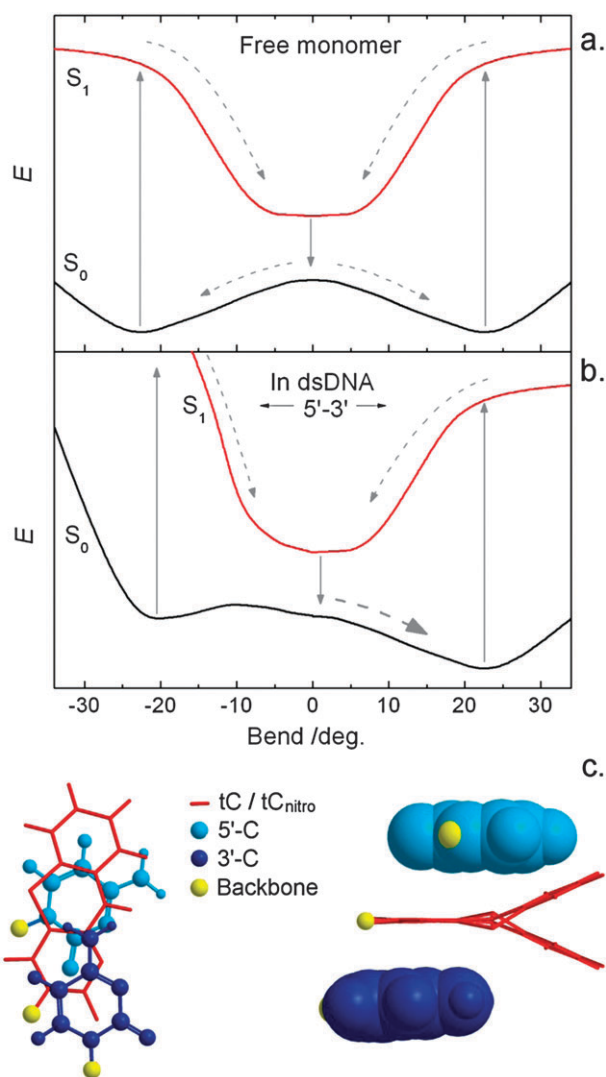 a.
Free monomer
S1
E
S0
b.
In dsDNA
5'-3'
S1
E
S0
-30 -20 -10 0 10 20 30
Bend /deg.
c.
tC / tCnitro
5'-C
3'-C
Backbone